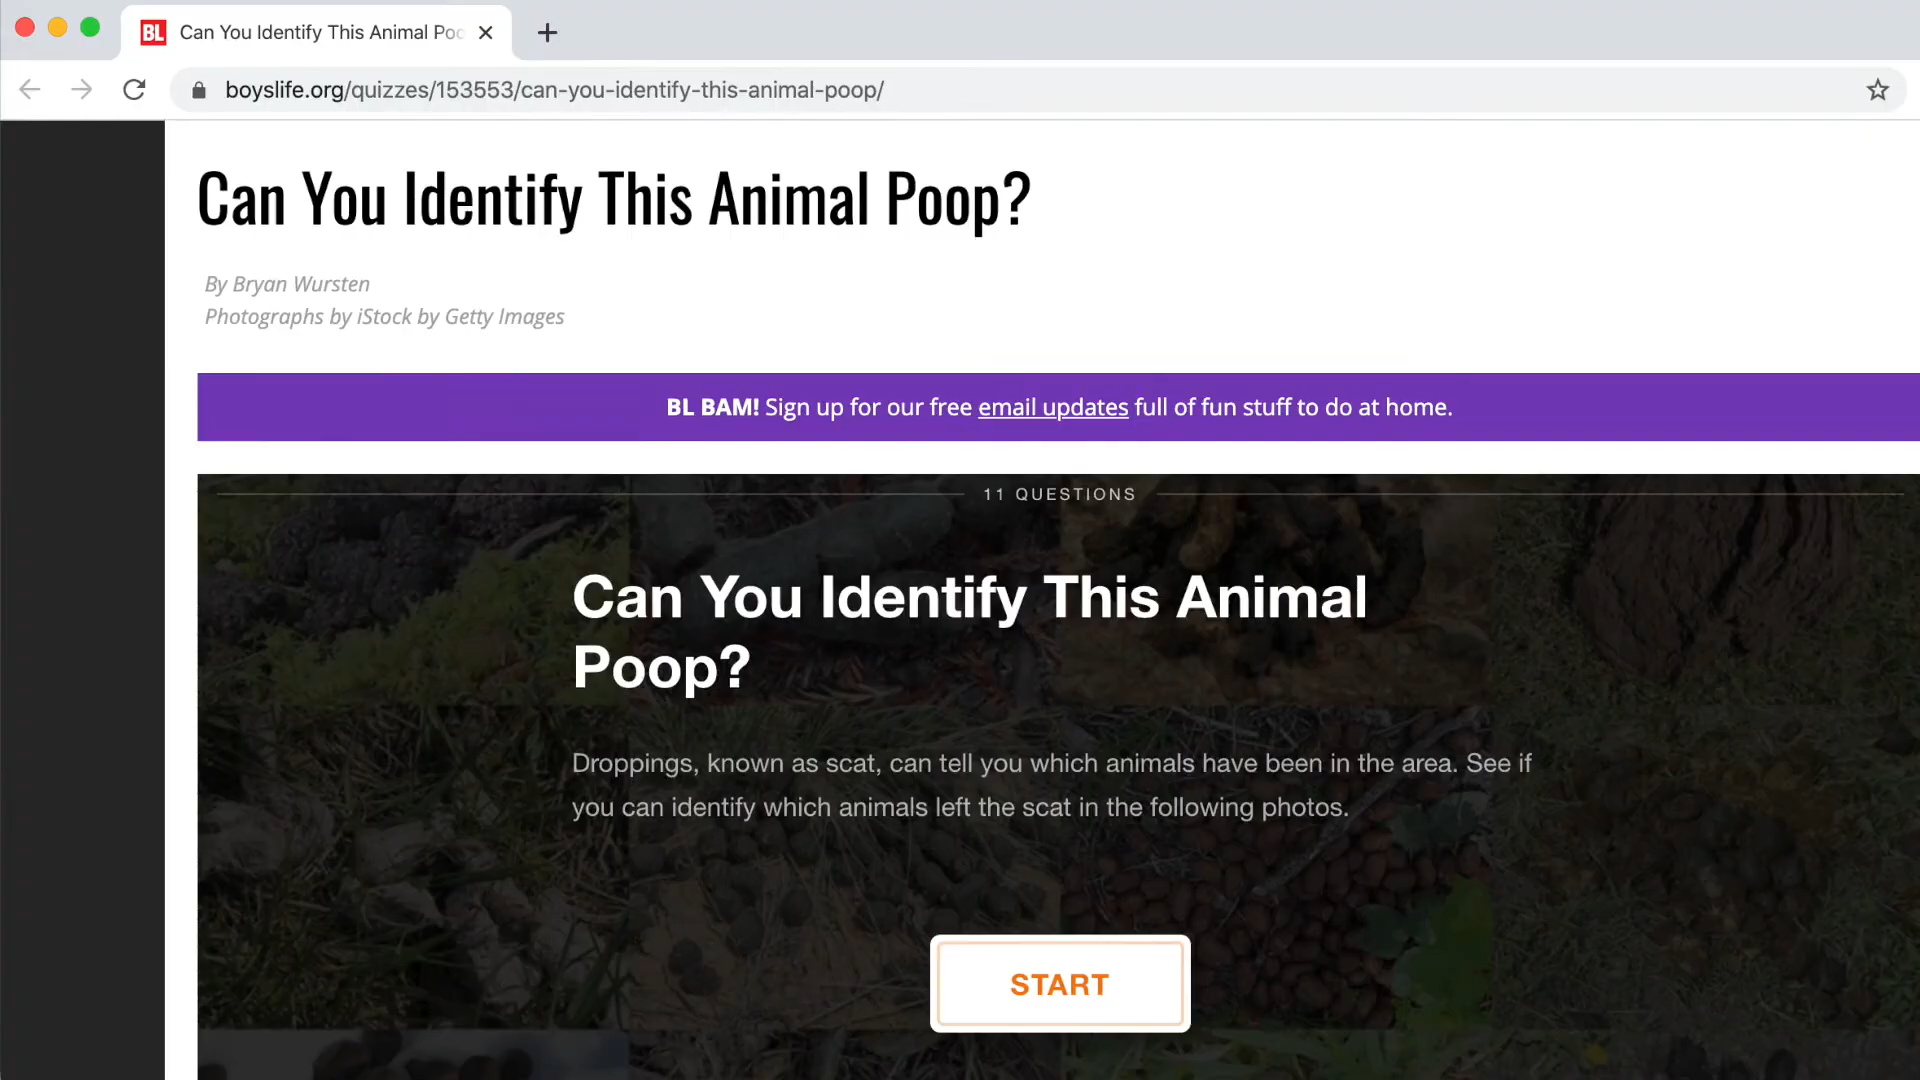 BL Can You Identify This Animal Poo
boyslife.org/quizzes/153553/can-you-identify-this-animal-poop/
Can You Identify This Animal Poop?
By Bryan Wursten
Photographs by iStock by Getty Images
BL BAM! Sign up for our free email updates full of fun stuff to do at home.
11 QUESTIONS
Can You Identify This Animal
Poop?
Droppings, known as scat, can tell you which animals have been in the area. See if
you can identify which animals left the scat in the following photos.
START